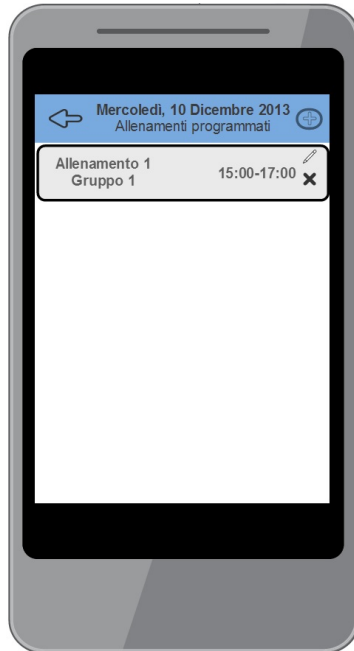 Mercoledì, 10 Dicembre 2013
Allenamenti programmati
Allenamento 1
Gruppo 1
15:00-17:00